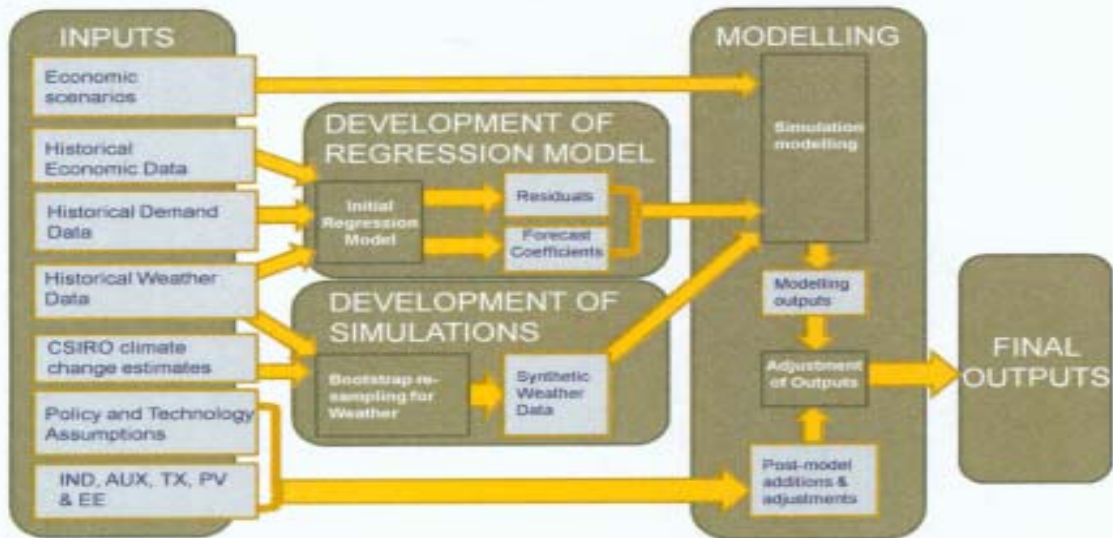 INPUTS
Economic
scenarios
Historical
Economic Data
Historical Demand
Data
Historical Weather
Data
CSIRO climate
change estimates
Policy and Technology
Assumptions
IND, AUX, TX, PV
& EE
DEVELOPMENT OF
REGRESSION MODEL
Initial
Regression
Model
Residuals
Forecast
Coefficients
DEVELOPMENT OF
SIMULATIONS
Bootstrap re-
sampling for
Weather
Synthetic
Weather
Data
MODELLING
Simulation
modelling
Modelling
outputs
Adjustment
of Outputs
Post-model
additions &
adjustments
FINAL
OUTPUTS